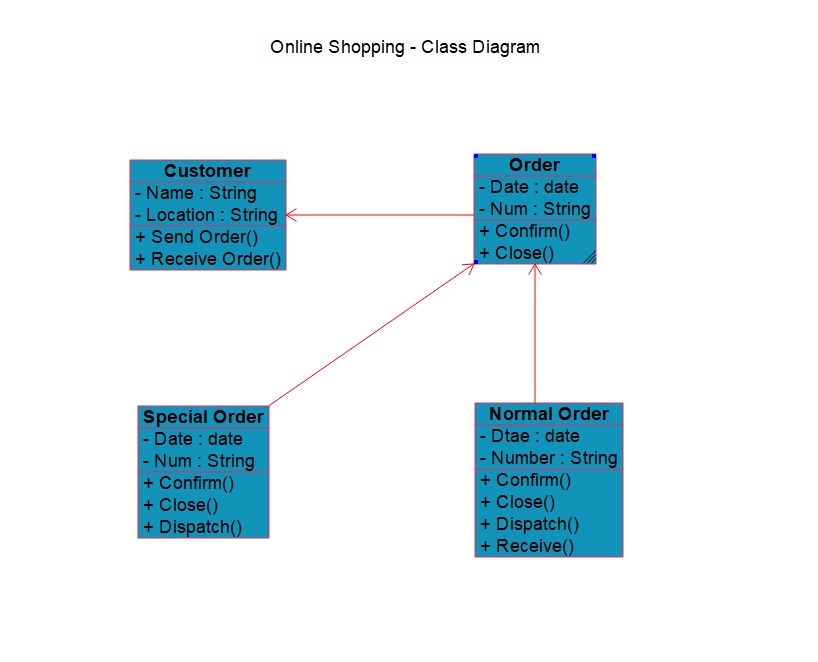 Online Shopping - Class Diagram
Customer
- Name : String
- Location : String
+ Send Order()
+ Receive Order()
Order
- Date : date
- Num : String
+ Confirm()
+ Close()
Special Order
- Date : date
- Num : String
+ Confirm()
+ Close()
+ Dispatch()
Normal Order
- Dtae : date
- Number : String
+ Confirm()
+ Close()
+ Dispatch()
+ Receive()